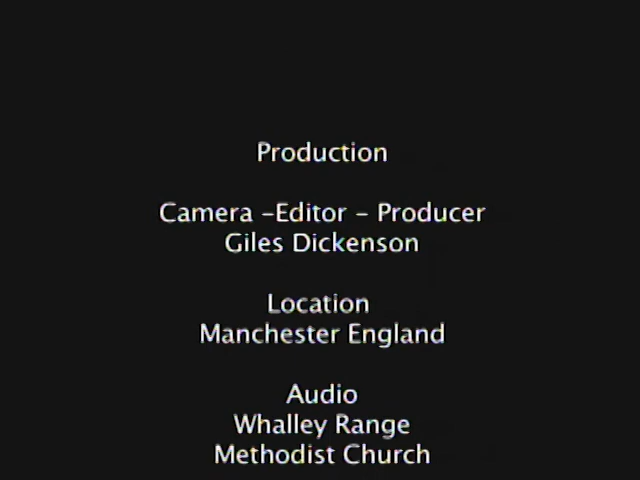 Production
Camera -Editor - Producer
Giles Dickenson
Location
Manchester England
Audio
Whalley Range
Methodist Church